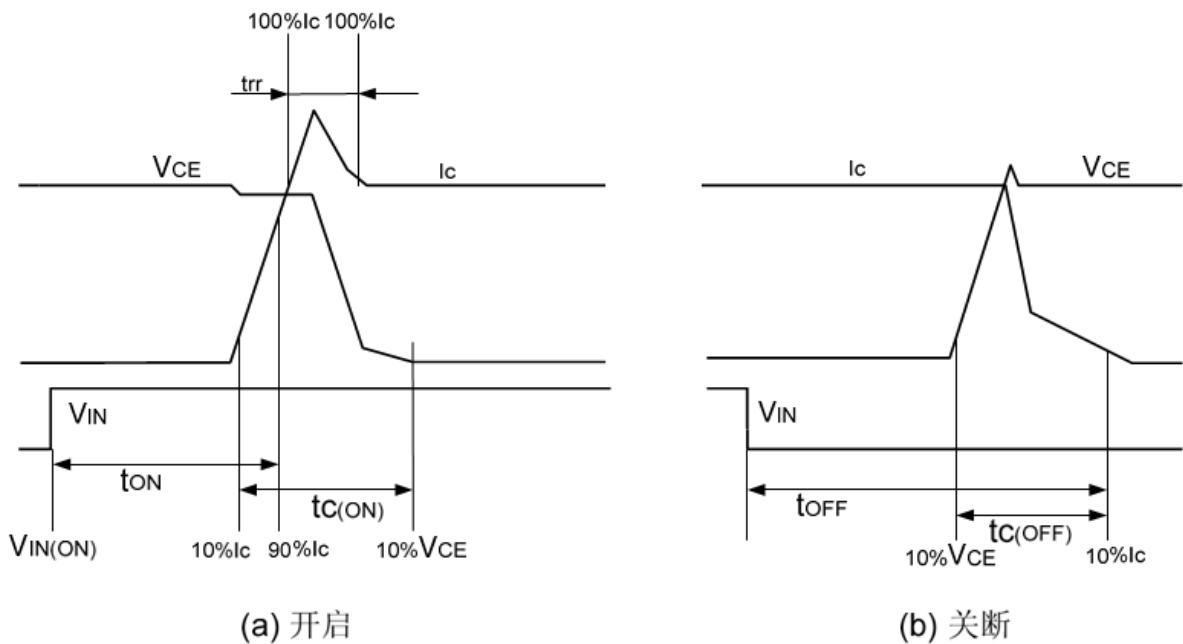 100%Ic 100%Ic
trr
VCE Ic
VIN
tON
tC(ON)
VIN(ON) 10%Ic 90%Ic 10%VCE
(a) 开启
Ic VCE
VIN
tOFF
tC(OFF)
10%VCE 10%Ic
(b) 关断